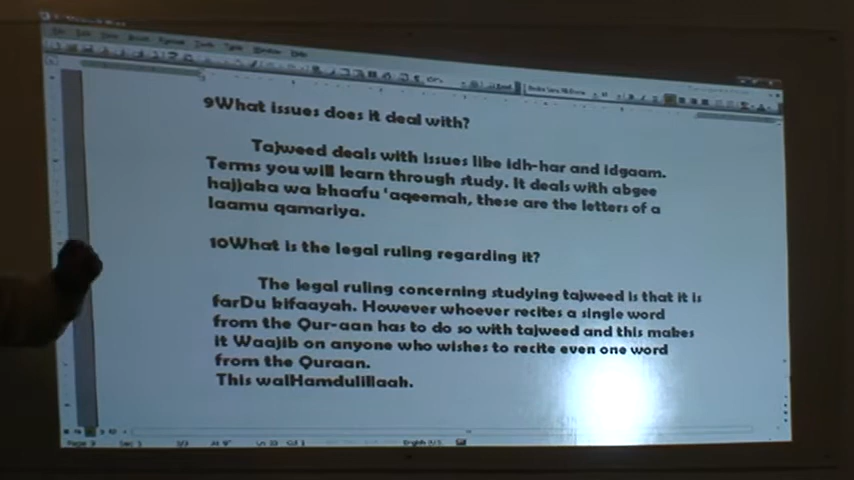 9What issues does it deal with?
Tajweed deals with issues like idh-har and idgaam.
Terms you will learn through study. It deals with abgee
hajjaka wa khaafu 'aqeemah, these are the letters of a
laamu qamariya.
10What is the legal ruling regarding it?
The legal ruling concerning studying tajweed is that it is
farDu kifaayah. However whoever recites a single word
from the Qur-aan has to do so with tajweed and this makes
it Waajib on anyone who wishes to recite even one word
from the Quraan.
This walHamdulillaah.